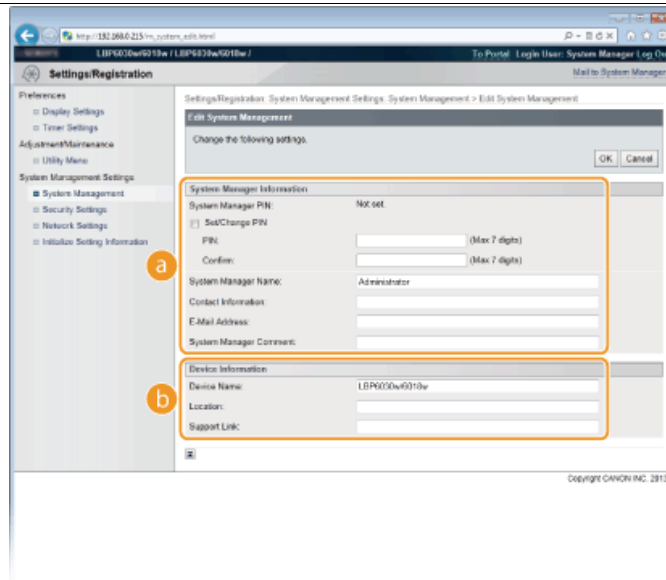 http://192.168.0.215/m_system_edit.html
LBP6030w/6018w / LBP6030w/6018w /
To Portal Login User: System Manager Log Ou
Settings/Registration
Mail to System Manager
Preferences
Display Settings
Timer Settings
Adjustment/Maintenance
Utility Menu
System Management Settings
System Management
Security Settings
Network Settings
Initialize Setting Information
Settings/Registration: System Management Settings: System Management > Edit System Management
Edit System Management
Change the following settings.
OK Cancel
a
System Manager Information
System Manager PIN: Not set.
Set/Change PIN
PIN: (Max 7 digits)
Confirm: (Max 7 digits)
System Manager Name: Administrator
Contact Information:
E-Mail Address:
System Manager Comment:
b
Device Information
Device Name: LBP6030w/6018w
Location:
Support Link:
Copyright CANON INC. 2013